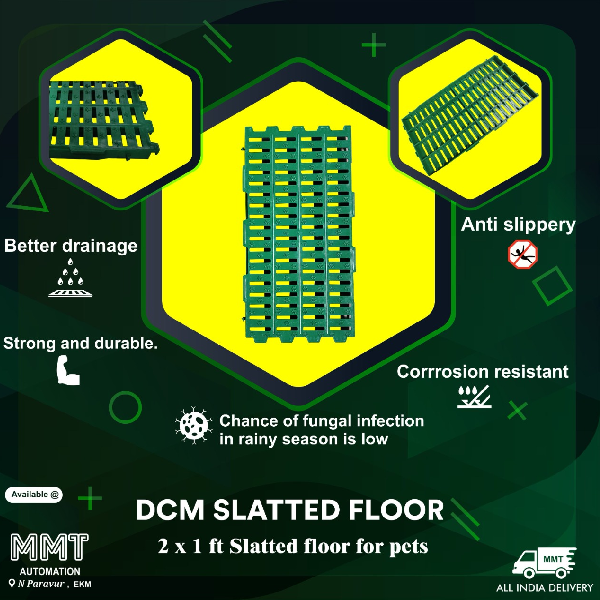 Better drainage
Anti slippery
Strong and durable.
Corrrosion resistant
Chance of fungal infection
in rainy season is low
Available @
DCM SLATTED FLOOR
2 x 1 ft Slatted floor for pets
MMT
AUTOMATION
N Paravur , EKM
MMT
ALL INDIA DELIVERY